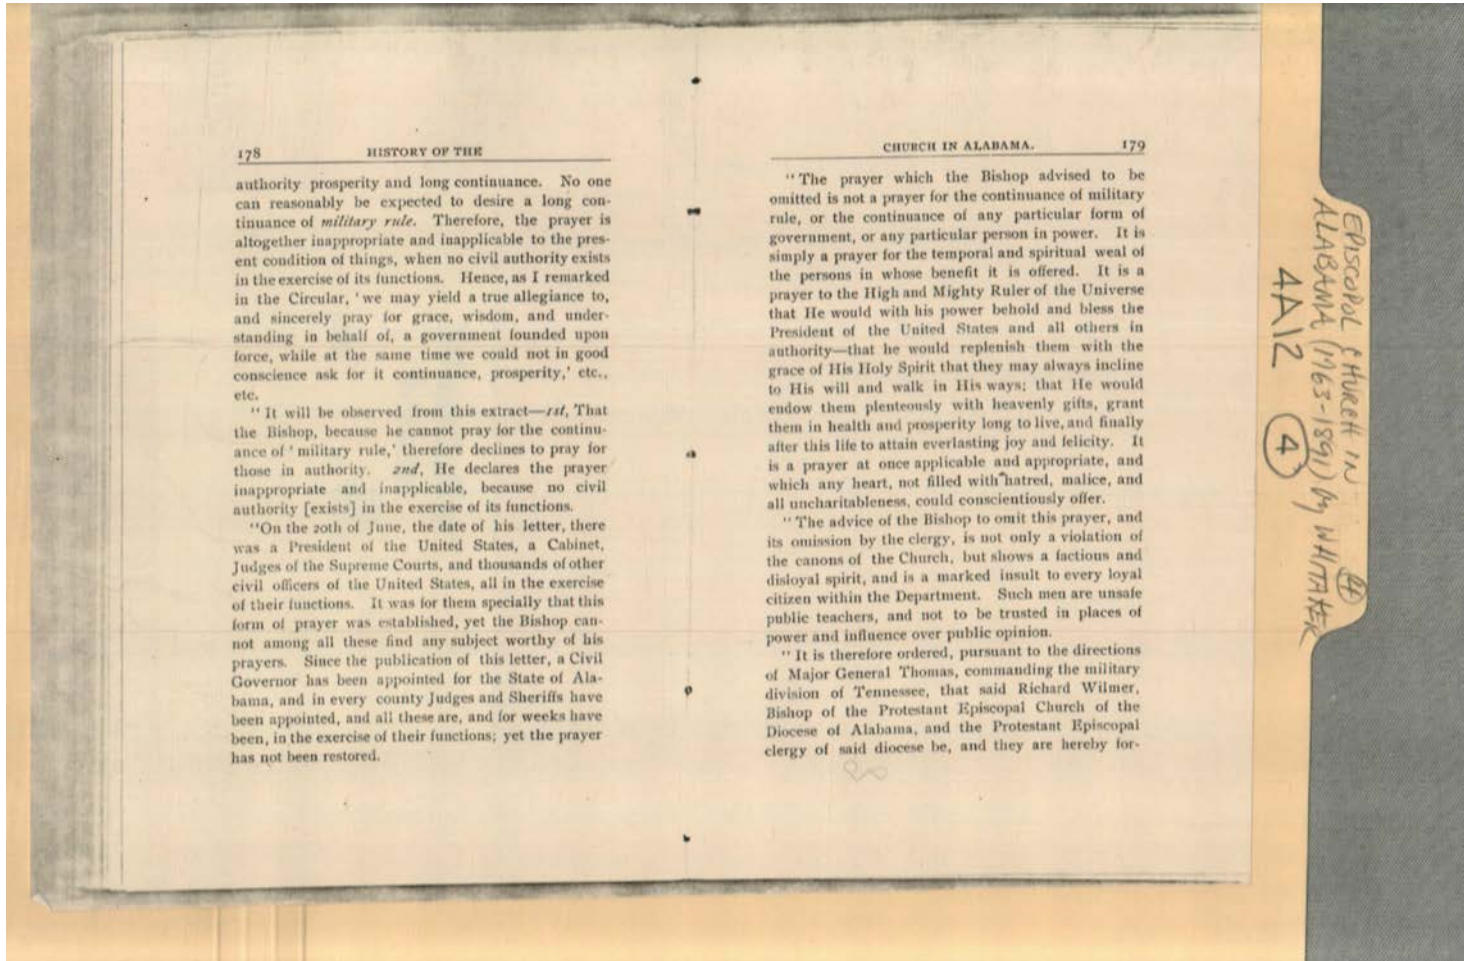 178 HISTORY OF THE
authority prosperity and long continuance. No one
can reasonably be expected to desire a long con-
tinuance of military rule. Therefore, the prayer is
altogether inappropriate and inapplicable to the pres-
ent condition of things, when no civil authority exists
in the exercise of its functions. Hence, as I remarked
in the Circular, ' we may yield a true allegiance to,
and sincerely pray for grace, wisdom, and under-
standing in behalf of, a government founded upon
force, while at the same time we could not in good
conscience ask for it continuance, prosperity,' etc.,
etc.
" It will be observed from this extract—1st, That
the Bishop, because he cannot pray for the continu-
ance of ' military rule,' therefore declines to pray for
those in authority. 2nd, He declares the prayer
inappropriate and inapplicable, because no civil
authority [exists] in the exercise of its functions.
"On the 20th of June, the date of his letter, there
was a President of the United States, a Cabinet,
Judges of the Supreme Courts, and thousands of other
civil officers of the United States, all in the exercise
of their functions. It was for them specially that this
form of prayer was established, yet the Bishop can-
not among all these find any subject worthy of his
prayers. Since the publication of this letter, a Civil
Governor has been appointed for the State of Ala-
bama, and in every county Judges and Sheriffs have
been appointed, and all these are, and for weeks have
been, in the exercise of their functions; yet the prayer
has not been restored.
CHURCH IN ALABAMA. 179
" The prayer which the Bishop advised to be
omitted is not a prayer for the continuance of military
rule, or the continuance of any particular form of
government, or any particular person in power. It is
simply a prayer for the temporal and spiritual weal of
the persons in whose benefit it is offered. It is a
prayer to the High and Mighty Ruler of the Universe
that He would with his power behold and bless the
President of the United States and all others in
authority—that he would replenish them with the
grace of His Holy Spirit that they may always incline
to His will and walk in His ways; that He would
endow them plenteously with heavenly gifts, grant
them in health and prosperity long to live, and finally
after this life to attain everlasting joy and felicity. It
is a prayer at once applicable and appropriate, and
which any heart, not filled with hatred, malice, and
all uncharitableness, could conscientiously offer.
" The advice of the Bishop to omit this prayer, and
its omission by the clergy, is not only a violation of
the canons of the Church, but shows a factious and
disloyal spirit, and is a marked insult to every loyal
citizen within the Department. Such men are unsafe
public teachers, and not to be trusted in places of
power and influence over public opinion.
" It is therefore ordered, pursuant to the directions
of Major General Thomas, commanding the military
division of Tennessee, that said Richard Wilmer,
Bishop of the Protestant Episcopal Church of the
Diocese of Alabama, and the Protestant Episcopal
clergy of said diocese be, and they are hereby for-
EPISCOPOL CHURCH IN
ALABAMA (1763-1891) by WHITAKER
4A12 4